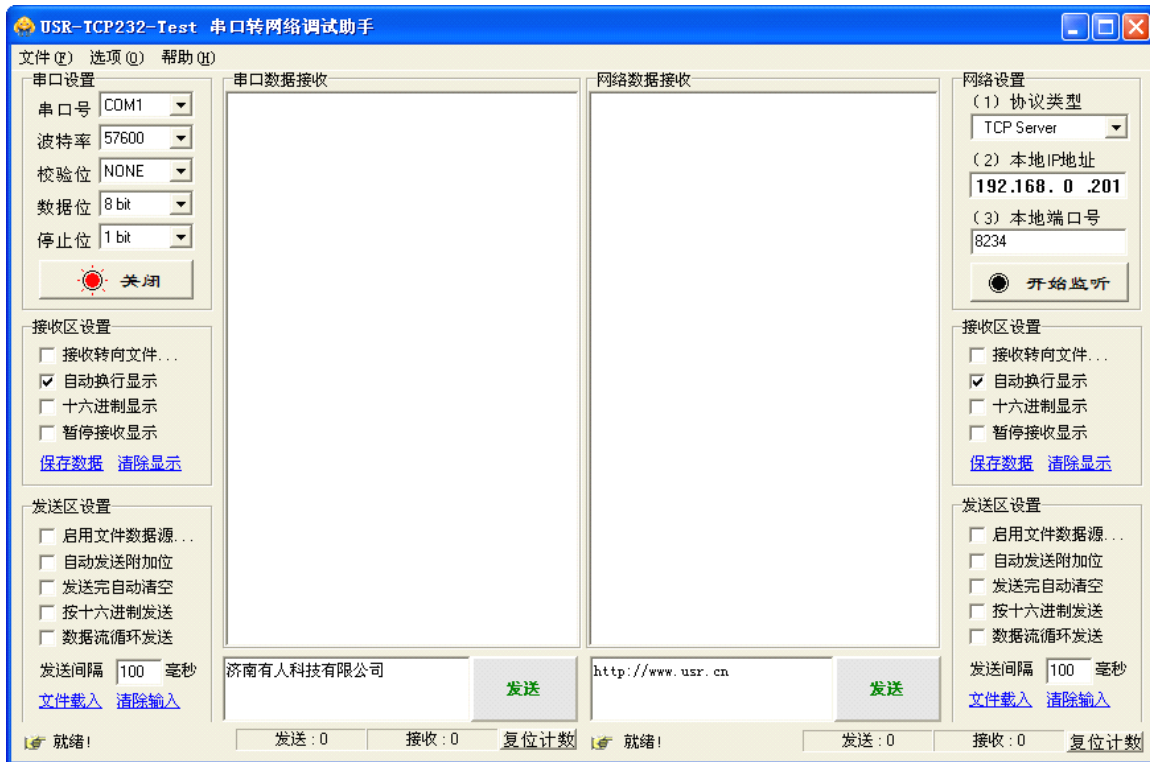 USR-TCP232-Test 串口转网络调试助手
文件(F) 选项(O) 帮助(H)
串口设置
串口号 COM1
波特率 57600
校验位 NONE
数据位 8 bit
停止位 1 bit
关闭
接收区设置
接收转向文件...
自动换行显示
十六进制显示
暂停接收显示
保存数据 清除显示
发送区设置
启用文件数据源...
自动发送附加位
发送完自动清空
按十六进制发送
数据流循环发送
发送间隔 100 毫秒
文件载入 清除输入
串口数据接收
济南有人科技有限公司
发送
网络数据接收
http://www.usr.cn
发送
网络设置
(1) 协议类型
TCP Server
(2) 本地IP地址
192.168. 0 .201
(3) 本地端口号
8234
开始监听
接收区设置
接收转向文件...
自动换行显示
十六进制显示
暂停接收显示
保存数据 清除显示
发送区设置
启用文件数据源...
自动发送附加位
发送完自动清空
按十六进制发送
数据流循环发送
发送间隔 100 毫秒
文件载入 清除输入
就绪! 发送:0 接收:0 复位计数 就绪! 发送:0 接收:0 复位计数